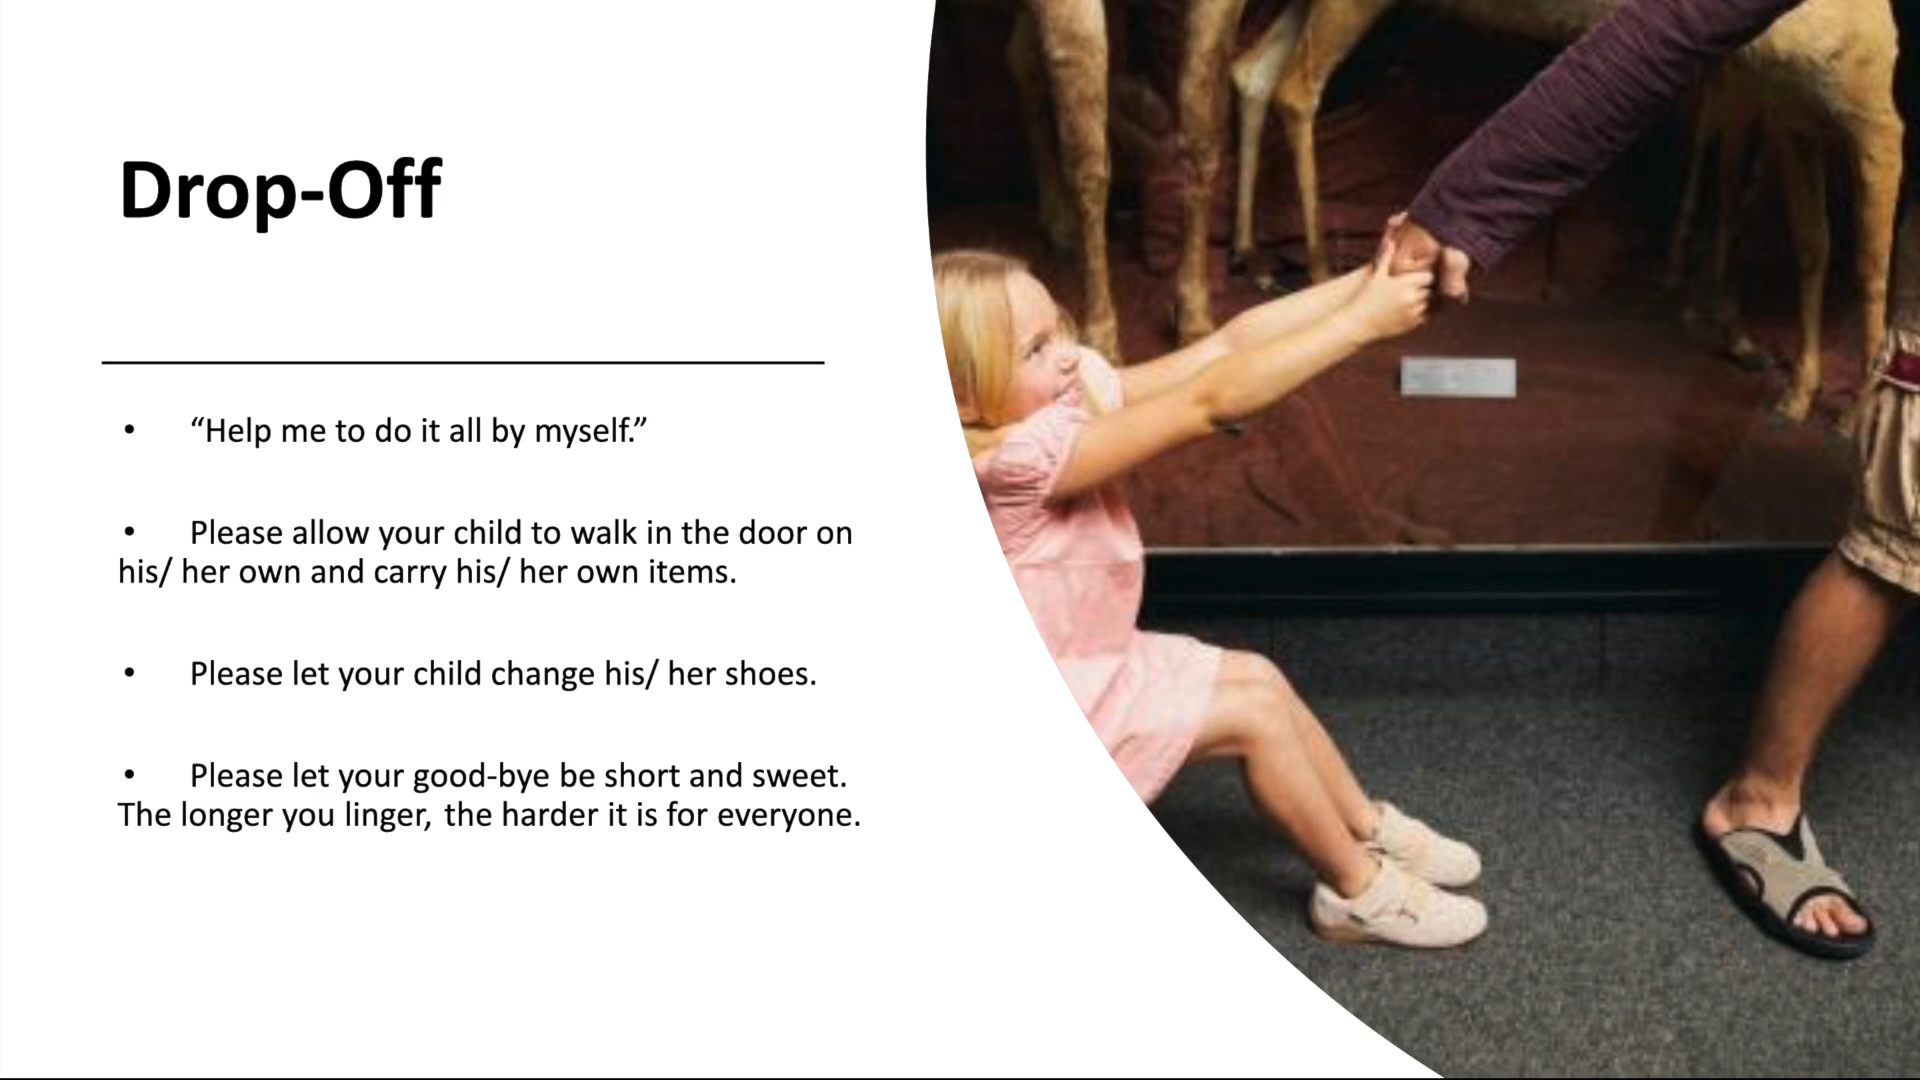 Drop-Off
• “Help me to do it all by myself.”
• Please allow your child to walk in the door on
his/ her own and carry his/ her own items.
• Please let your child change his/ her shoes.
• Please let your good-bye be short and sweet.
The longer you linger, the harder it is for everyone.